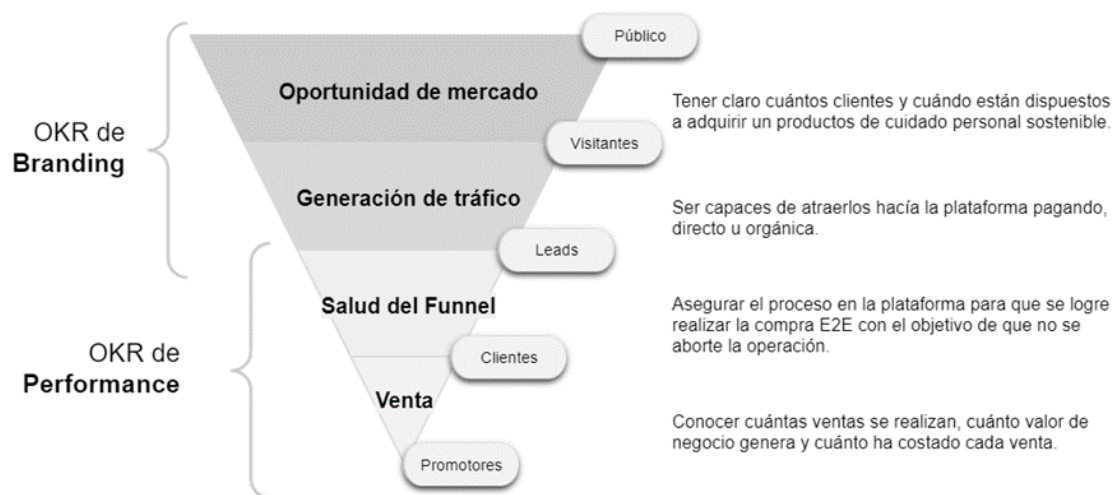 Público
Oportunidad de mercado
Tener claro cuántos clientes y cuándo están dispuestos
a adquirir un productos de cuidado personal sostenible.
OKR de
Branding
Visitantes
Generación de tráfico
Ser capaces de atraerlos hacía la plataforma pagando,
directo u orgánica.
Leads
Salud del Funnel
Asegurar el proceso en la plataforma para que se logre
realizar la compra E2E con el objetivo de que no se
aborte la operación.
OKR de
Performance
Clientes
Venta
Conocer cuántas ventas se realizan, cuánto valor de
negocio genera y cuánto ha costado cada venta.
Promotores